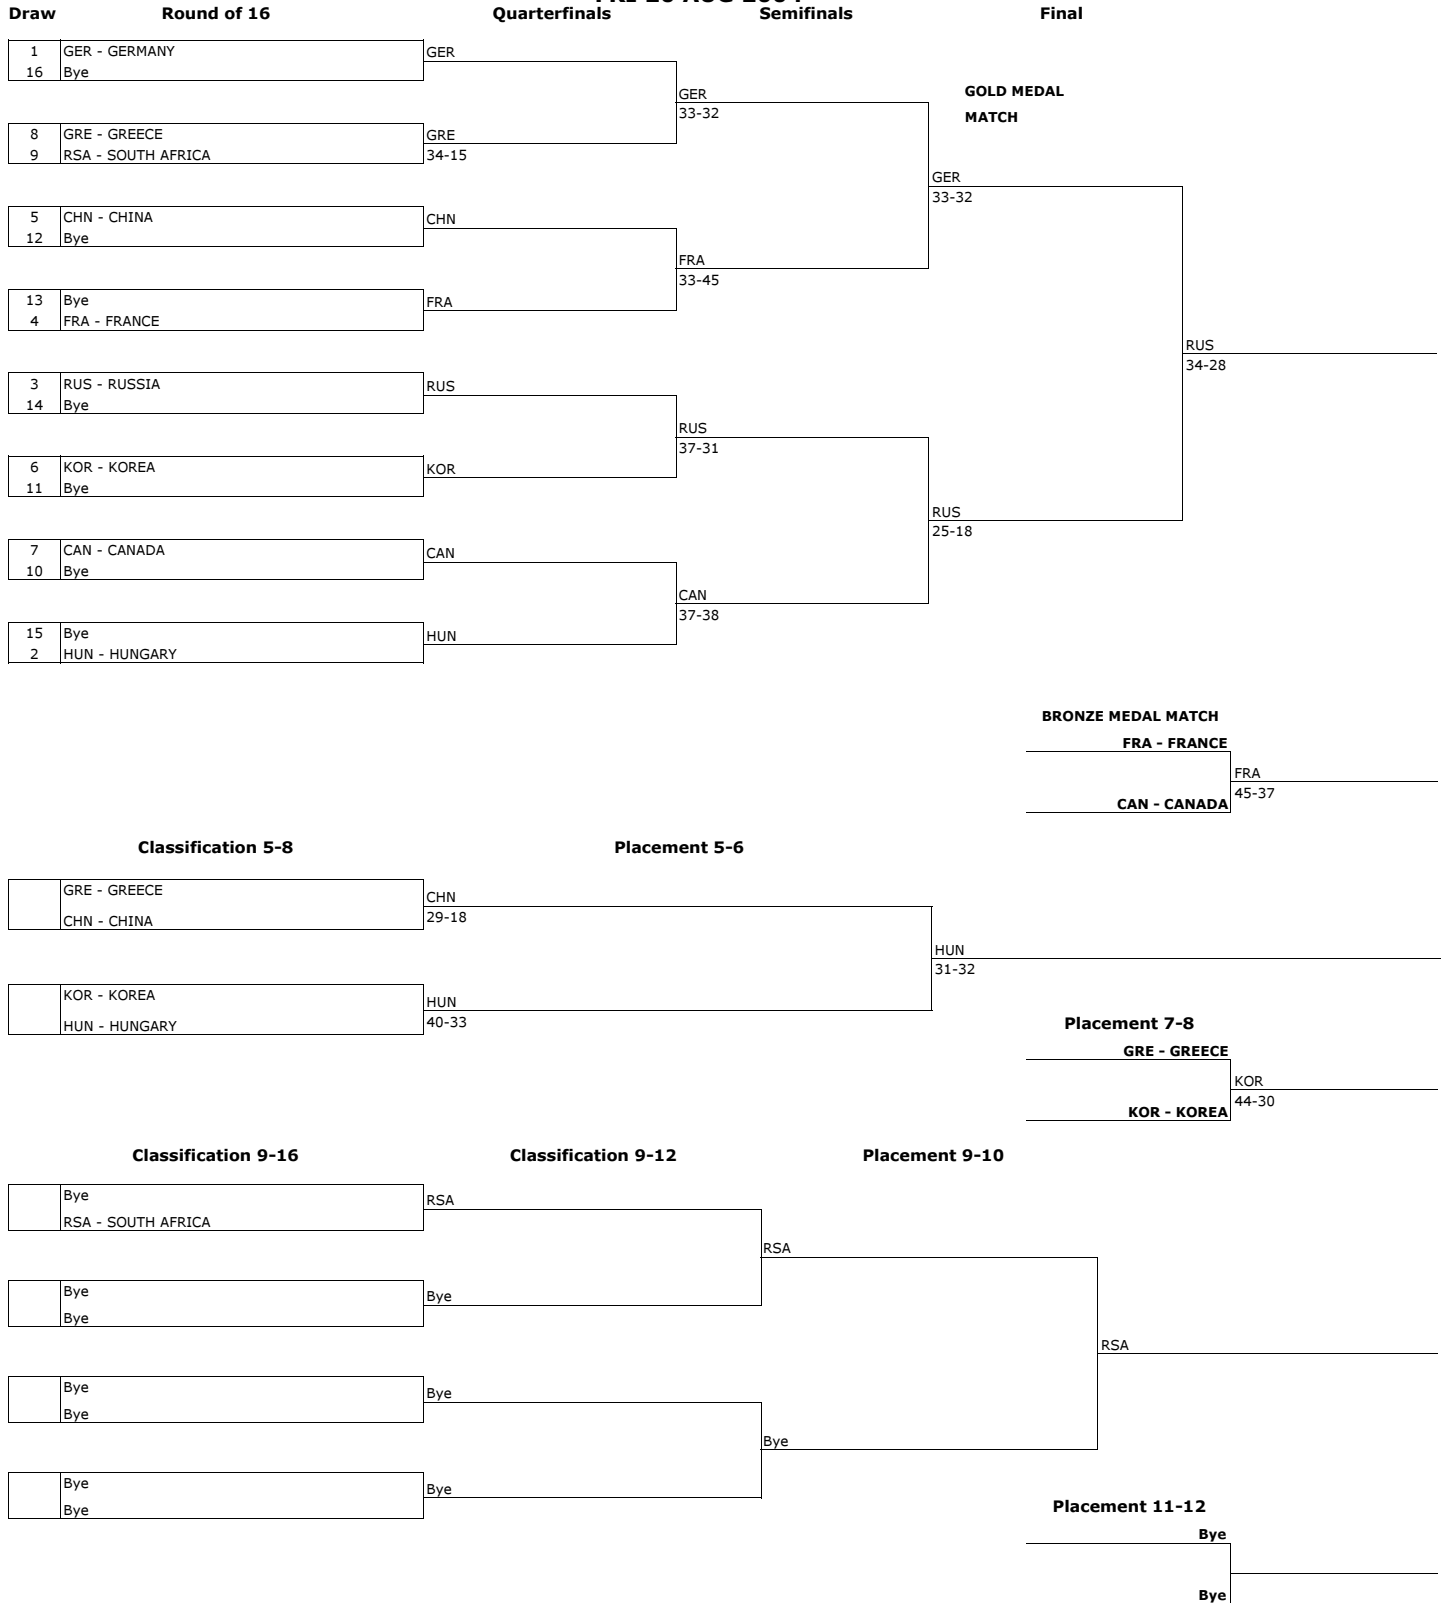 Draw Round of 16 Quarterfinals Semifinals Final
1 GER - GERMANY
16 Bye
GER
GER
33-32
GOLD MEDAL
MATCH
8 GRE - GREECE
9 RSA - SOUTH AFRICA
GRE
34-15
GER
33-32
5 CHN - CHINA
12 Bye
CHN
FRA
33-45
13 Bye
4 FRA - FRANCE
FRA
RUS
34-28
3 RUS - RUSSIA
14 Bye
RUS
RUS
37-31
6 KOR - KOREA
11 Bye
KOR
RUS
25-18
7 CAN - CANADA
10 Bye
CAN
CAN
37-38
15 Bye
2 HUN - HUNGARY
HUN
BRONZE MEDAL MATCH
FRA - FRANCE
FRA
45-37
CAN - CANADA
Classification 5-8 Placement 5-6
GRE - GREECE
CHN - CHINA
CHN
29-18
HUN
31-32
KOR - KOREA
HUN - HUNGARY
HUN
40-33
Placement 7-8
GRE - GREECE
KOR
44-30
KOR - KOREA
Classification 9-16 Classification 9-12 Placement 9-10
Bye
RSA - SOUTH AFRICA
RSA
RSA
Bye
Bye
Bye
RSA
Bye
Bye
Bye
Bye
Bye
Bye
Bye
Placement 11-12
Bye
Bye